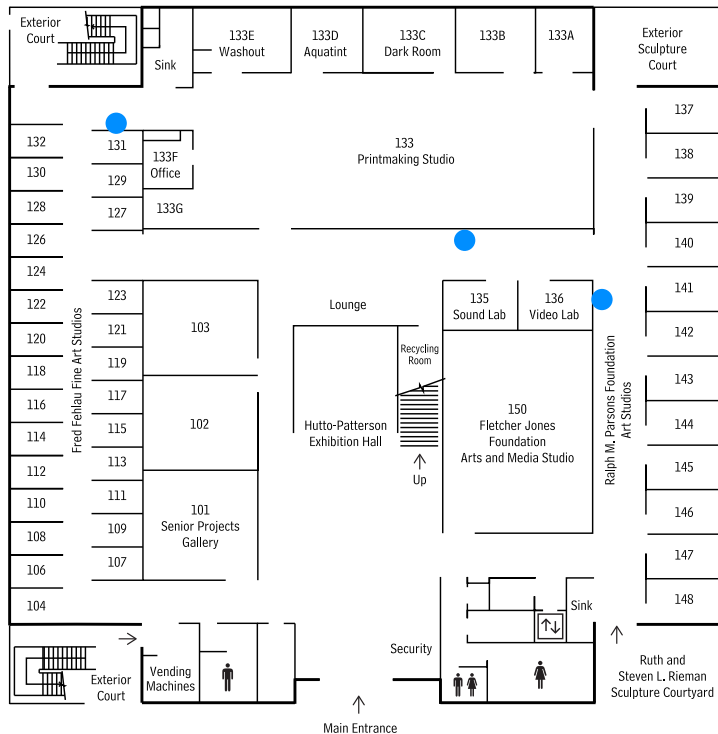 Exterior
Court
Sink
133E
Washout
133D
Aquatint
133C
Dark Room
133B
133A
Exterior
Sculpture
Court
132
130
128
126
124
122
120
118
116
114
112
110
108
106
104
Fred Fehlau Fine Art Studios
131
129
127
123
121
119
117
115
113
111
109
107
133F
Office
133G
133
Printmaking Studio
103
102
101
Senior Projects
Gallery
Lounge
Recycling
Room
Hutto-Patterson
Exhibition Hall
Up
135
Sound Lab
136
Video Lab
150
Fletcher Jones
Foundation
Arts and Media Studio
Ralph M. Parsons Foundation
Art Studios
137
138
139
140
141
142
143
144
145
146
147
148
Exterior
Court
Vending
Machines
Security
Sink
Ruth and
Steven L. Rieman
Sculpture Courtyard
Main Entrance